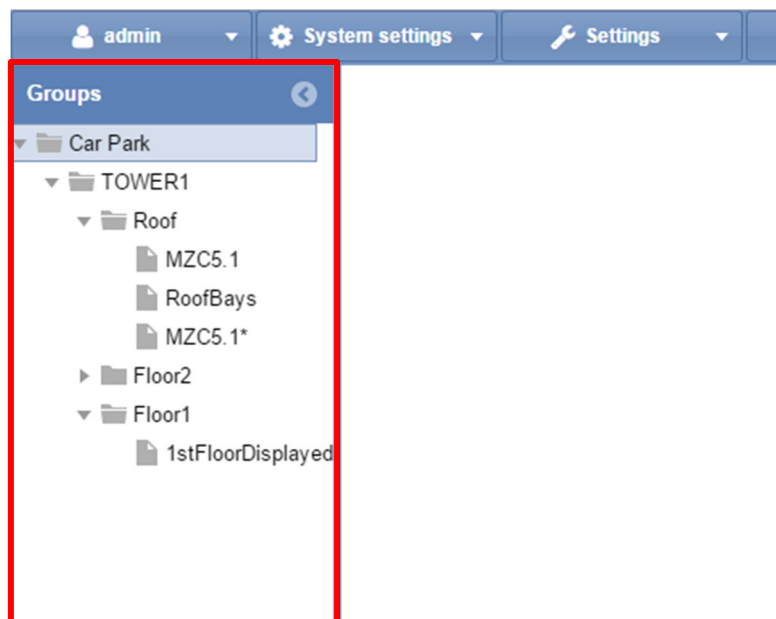 admin System settings Settings
Groups
Car Park
TOWER1
Roof
MZC5.1
RoofBays
MZC5.1*
Floor2
Floor1
1stFloorDisplayed